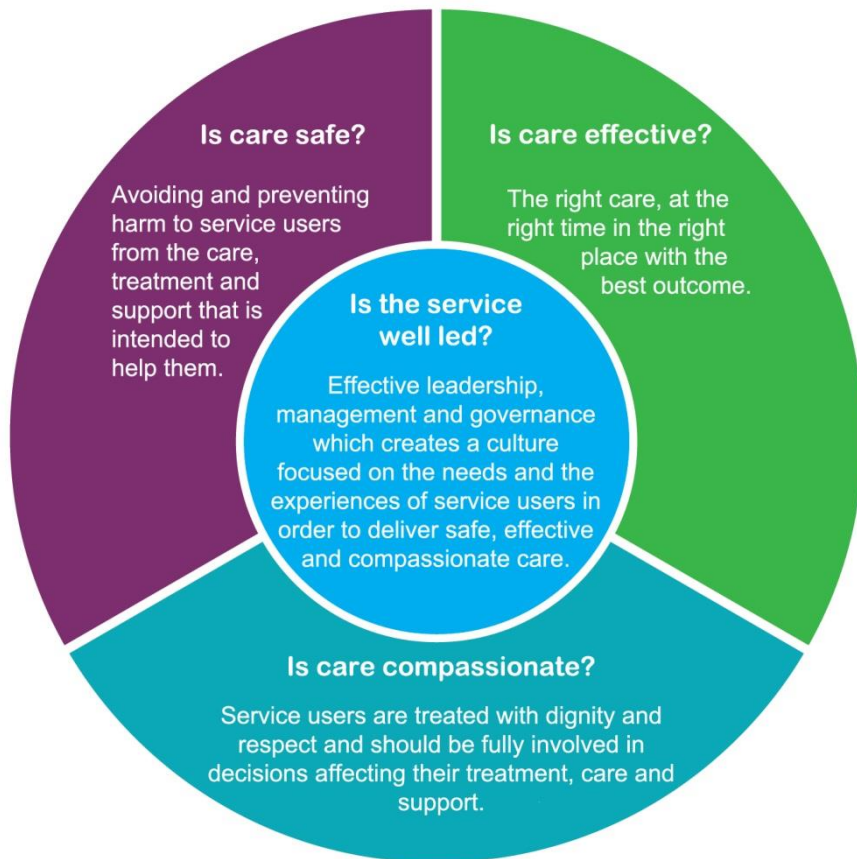 Is care safe?
Avoiding and preventing
harm to service users
from the care,
treatment and
support that is
intended to
help them.
Is care effective?
The right care, at the
right time in the right
place with the
best outcome.
Is the service
well led?
Effective leadership,
management and governance
which creates a culture
focused on the needs and the
experiences of service users in
order to deliver safe, effective
and compassionate care.
Is care compassionate?
Service users are treated with dignity and
respect and should be fully involved in
decisions affecting their treatment, care and
support.